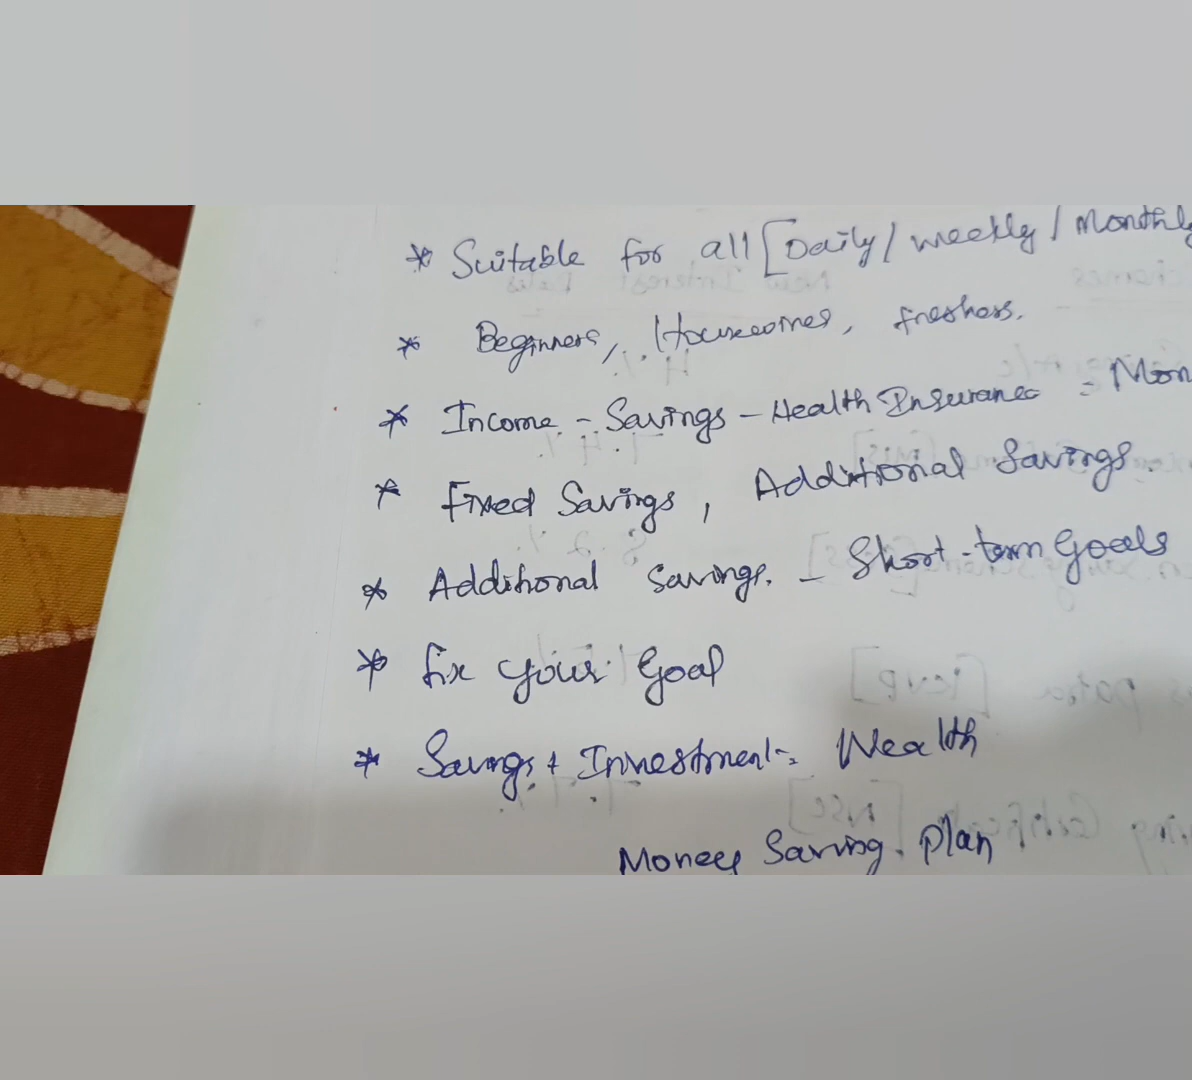 * Suitable for all [Daily / weekly / Monthly
* Beginners, Housewives, freshers.
* Income - Savings - Health Insurance = Mon
* Fixed Savings, Additional Savings.
* Additional Savings. - Short-term Goals
* fix your Goal
* Savings + Investment = Wealth
Money Saving Plan